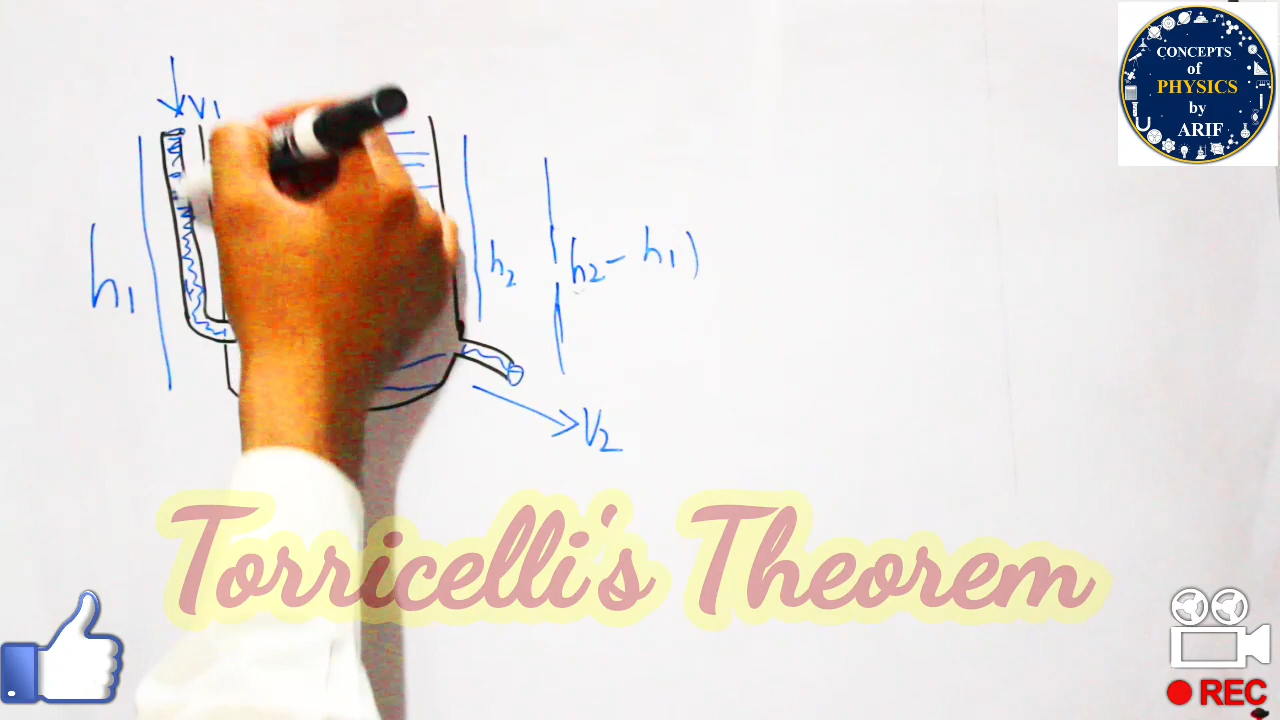 CONCEPTS
of
PHYSICS
by
ARIF
V1
h1
h2
h2 - h1)
V2
Torricelli's Theorem
REC